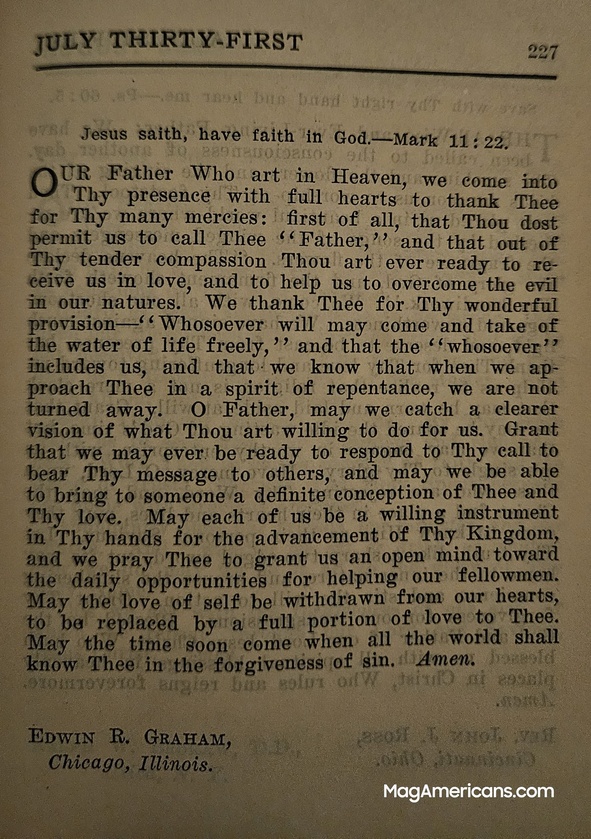 JULY THIRTY-FIRST 227
Jesus saith, have faith in God.—Mark 11:22.
OUR Father Who art in Heaven, we come into
Thy presence with full hearts to thank Thee
for Thy many mercies: first of all, that Thou dost
permit us to call Thee “Father,” and that out of
Thy tender compassion Thou art ever ready to re-
ceive us in love, and to help us to overcome the evil
in our natures. We thank Thee for Thy wonderful
provision—“Whosoever will may come and take of
the water of life freely,” and that the “whosoever”
includes us, and that we know that when we ap-
proach Thee in a spirit of repentance, we are not
turned away. O Father, may we catch a clearer
vision of what Thou art willing to do for us. Grant
that we may ever be ready to respond to Thy call to
bear Thy message to others, and may we be able
to bring to someone a definite conception of Thee and
Thy love. May each of us be a willing instrument
in Thy hands for the advancement of Thy Kingdom,
and we pray Thee to grant us an open mind toward
the daily opportunities for helping our fellowmen.
May the love of self be withdrawn from our hearts,
to be replaced by a full portion of love to Thee.
May the time soon come when all the world shall
know Thee in the forgiveness of sin. Amen.
EDWIN R. GRAHAM,
Chicago, Illinois.
MagAmericans.com